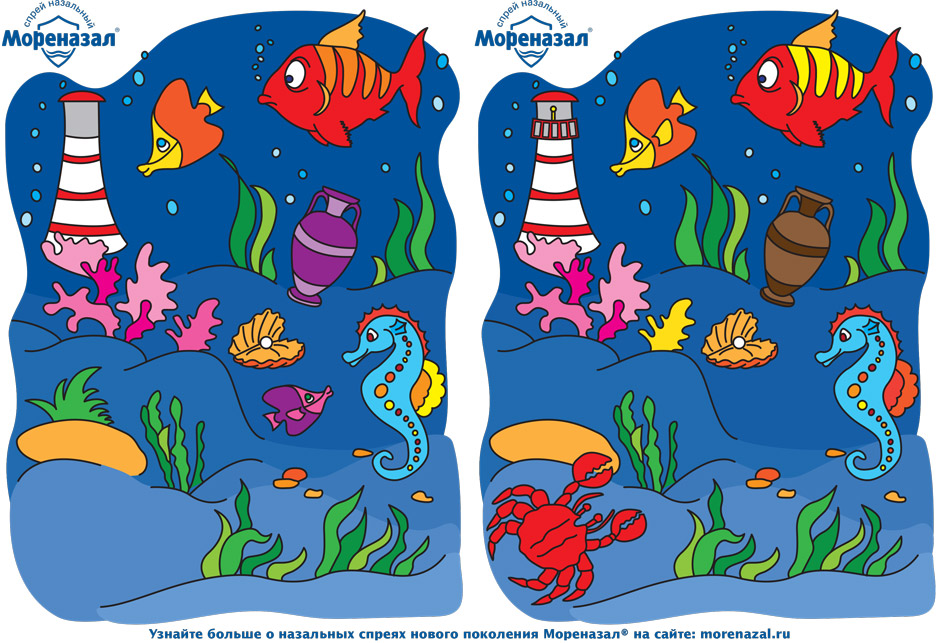 спрей назальный
Мореназал®
спрей назальный
Мореназал®
Узнайте больше о назальных спреях нового поколения Мореназал® на сайте: morenazal.ru